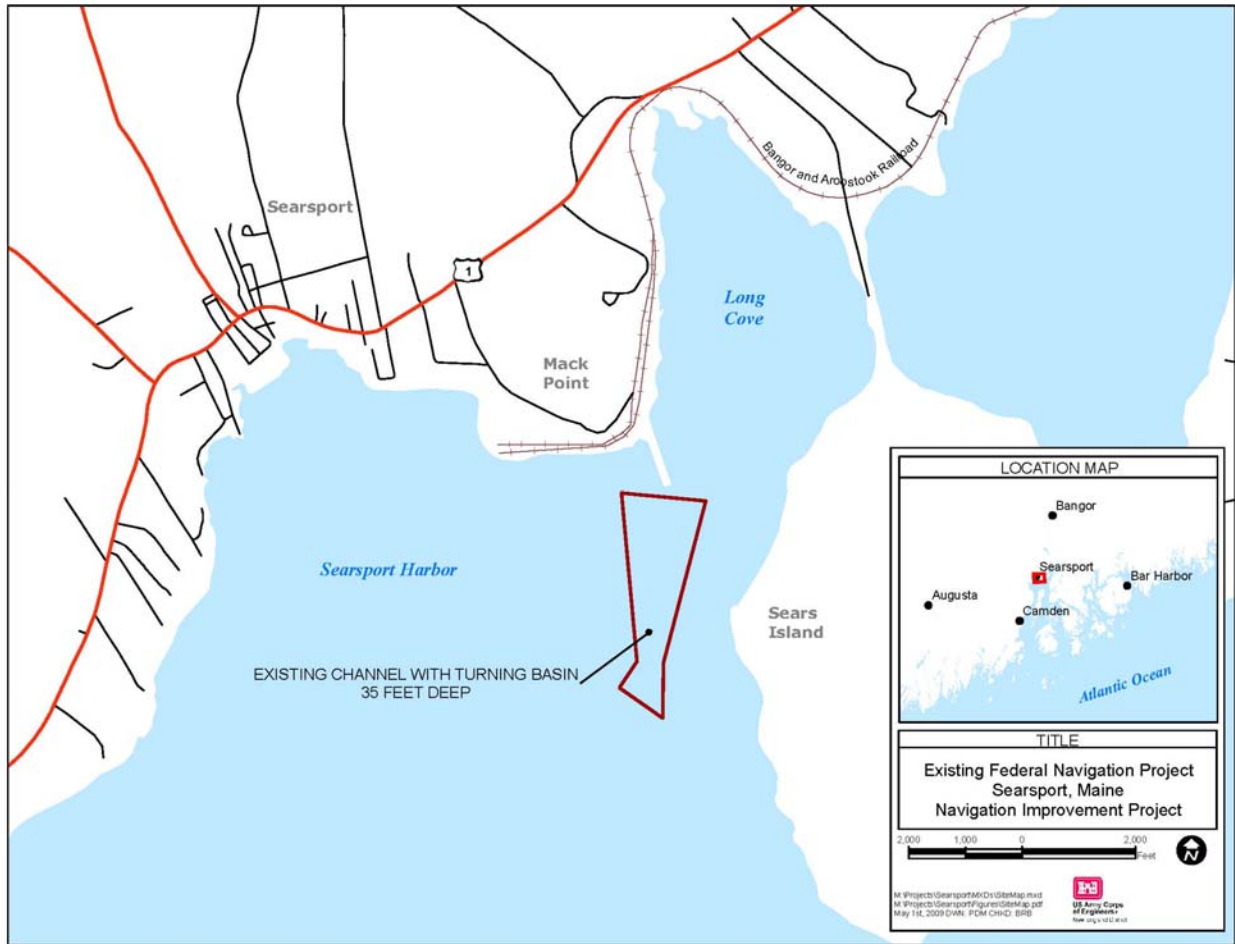 Bangor and Aroostook Railroad
Searsport
1
Long
Cove
Mack
Point
Searsport Harbor
Sears
Island
EXISTING CHANNEL WITH TURNING BASIN
35 FEET DEEP
LOCATION MAP
Bangor
Searsport
Bar Harbor
Augusta
Camden
Atlantic Ocean
TITLE
Existing Federal Navigation Project
Searsport, Maine
Navigation Improvement Project
2,000 1,000 0 2,000
Feet
N
M:\Projects\Searsport\MXDs\SiteMap.mxd
M:\Projects\Searsport\Figures\SiteMap.pdf
May 1st, 2009 DWN: PDM CHKD: BRB
US Army Corps
of Engineers
New England District